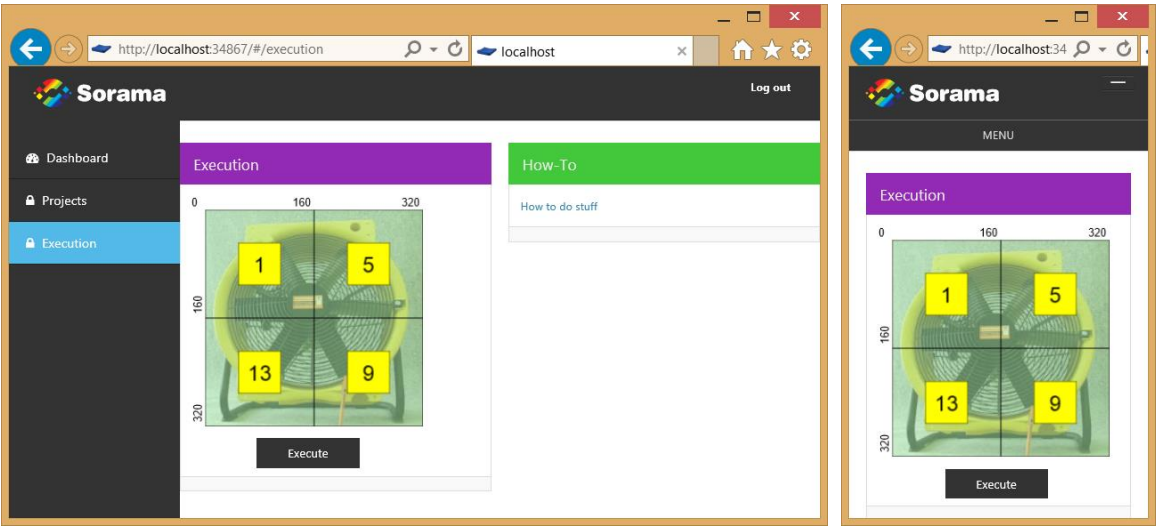 http://localhost:34867/#/execution
localhost
Sorama
Log out
Dashboard
Projects
Execution
Execution
0 160 320
1 5
160
13 9
320
Execute
How-To
How to do stuff
http://localhost:34
Sorama
MENU
Execution
0 160 320
1 5
160
13 9
320
Execute